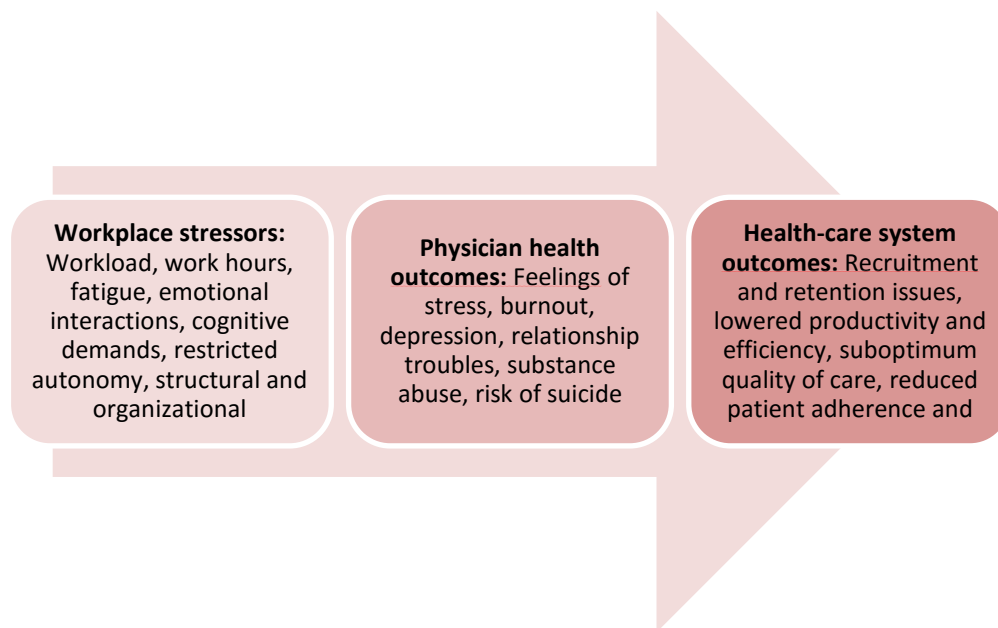 Workplace stressors:
Workload, work hours,
fatigue, emotional
interactions, cognitive
demands, restricted
autonomy, structural and
organizational
Physician health
outcomes: Feelings of
stress, burnout,
depression, relationship
troubles, substance
abuse, risk of suicide
Health-care system
outcomes: Recruitment
and retention issues,
lowered productivity and
efficiency, suboptimum
quality of care, reduced
patient adherence and